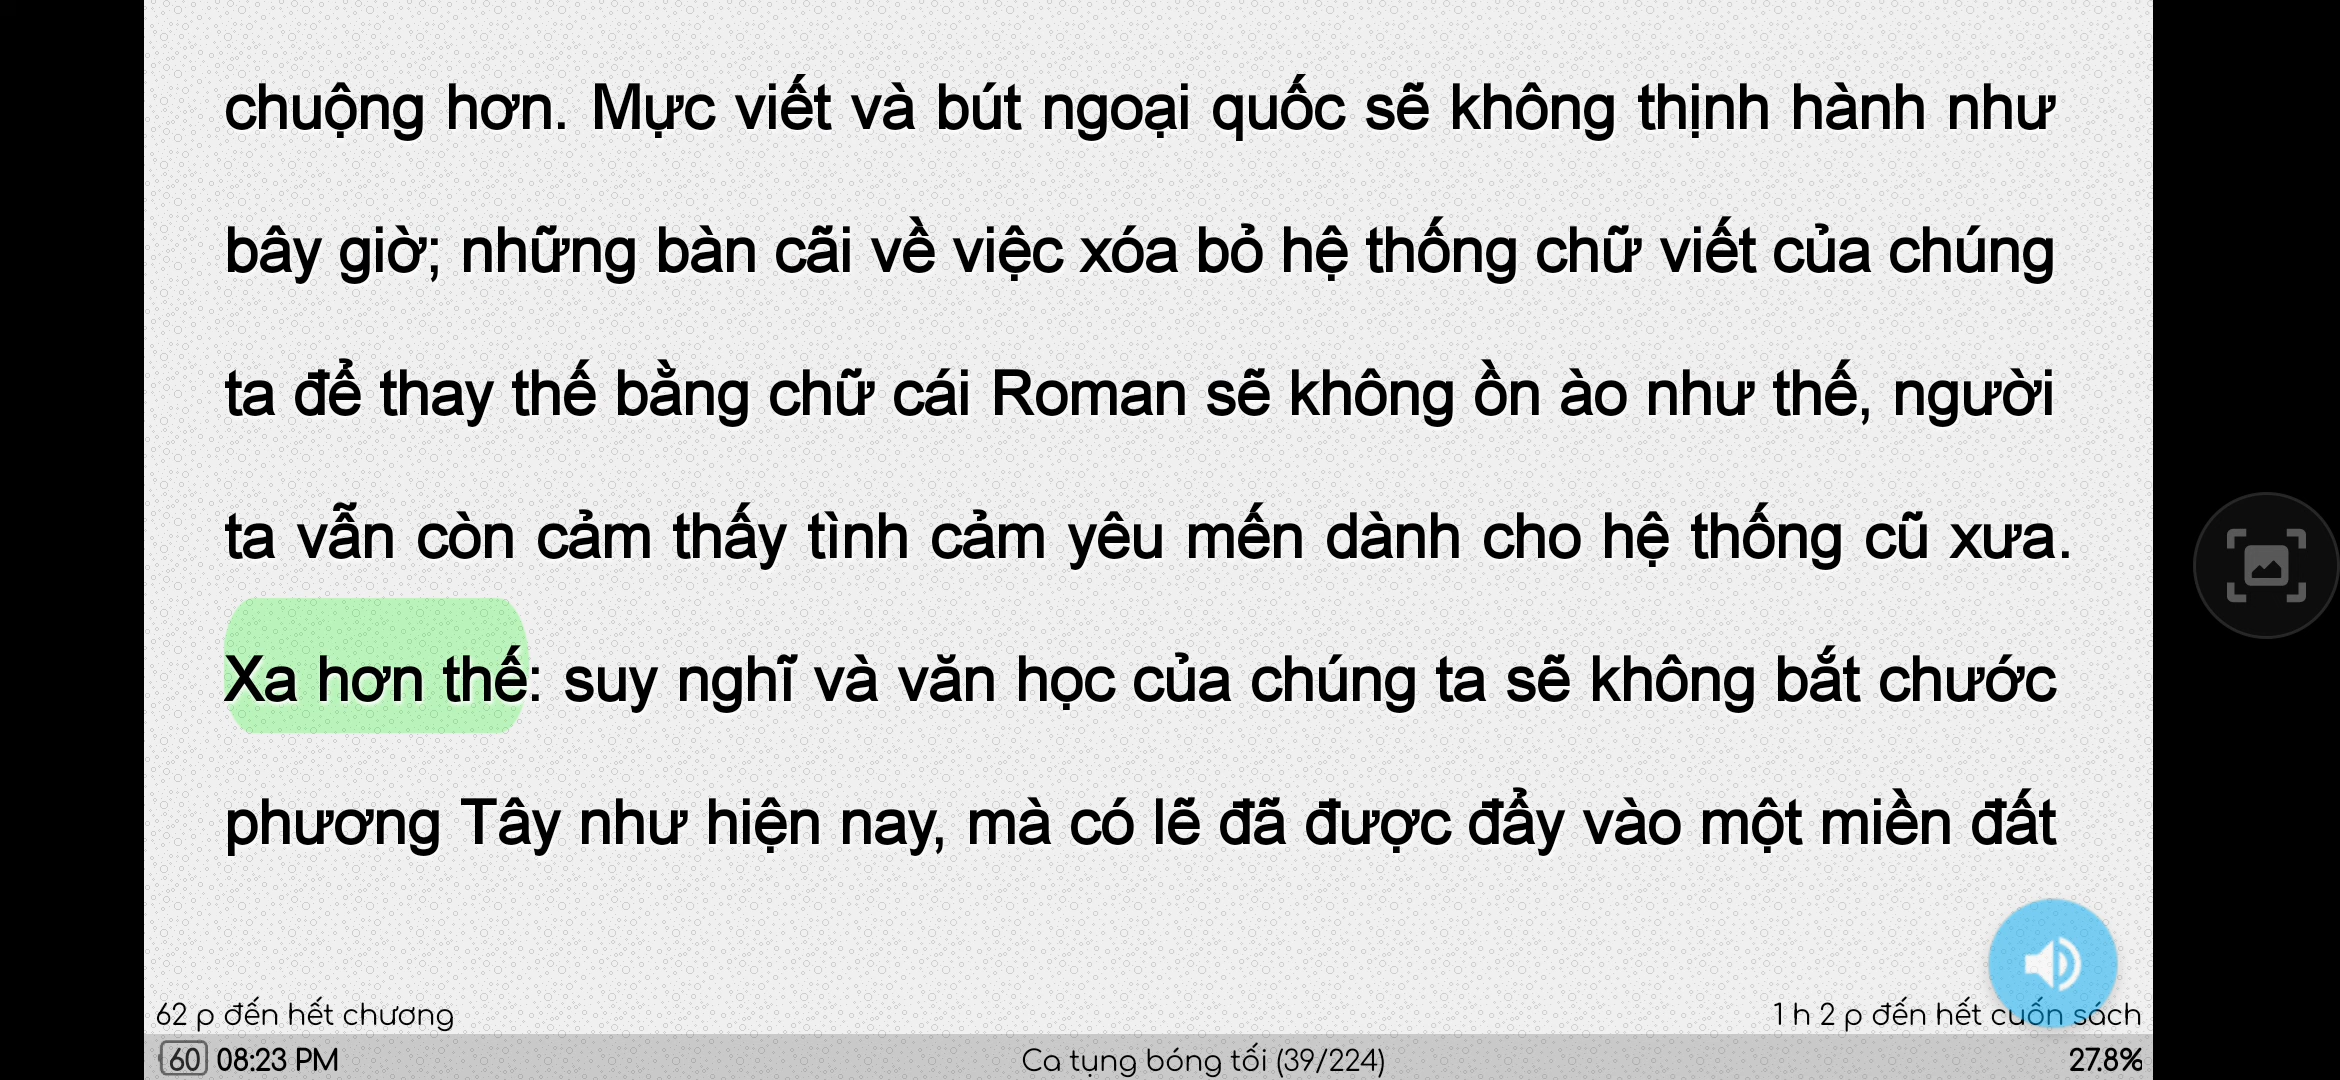 chuộng hơn. Mực viết và bút ngoại quốc sẽ không thịnh hành như
bây giờ; những bàn cãi về việc xóa bỏ hệ thống chữ viết của chúng
ta để thay thế bằng chữ cái Roman sẽ không ồn ào như thế, người
ta vẫn còn cảm thấy tình cảm yêu mến dành cho hệ thống cũ xưa.
Xa hơn thế: suy nghĩ và văn học của chúng ta sẽ không bắt chước
phương Tây như hiện nay, mà có lẽ đã được đẩy vào một miền đất
62 p đến hết chương
1 h 2 p đến hết cuốn sách
60 08:23 PM
Ca tụng bóng tối (39/224)
27.8%